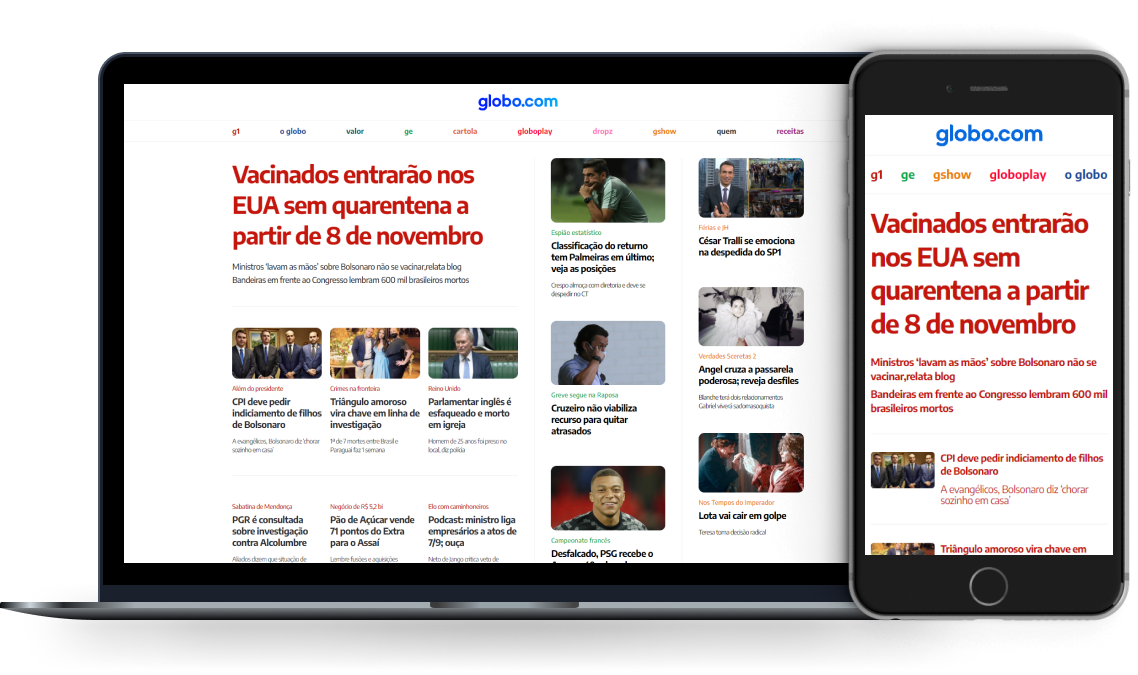 globo.com
g1 o globo valor ge cartola globoplay dropz gshow quem receitas
Vacinados entrarão nos
EUA sem quarentena a
partir de 8 de novembro
Ministros ‘lavam as mãos’ sobre Bolsonaro não se vacinar,relata blog
Bandeiras em frente ao Congresso lembram 600 mil brasileiros mortos
Além do presidente
CPI deve pedir
indiciamento de filhos
de Bolsonaro
A evangélicos, Bolsonaro diz ‘chorar
sozinho em casa’
Crimes na fronteira
Triângulo amoroso
vira chave em linha de
investigação
1ª de 7 mortes entre Brasil e
Paraguai faz 1 semana
Reino Unido
Parlamentar inglês é
esfaqueado e morto
em igreja
Homem de 25 anos foi preso no
local, diz polícia
Sabatina de Mendonça
PGR é consultada
sobre investigação
contra Alcolumbre
Aliados dizem que situação de
Negócio de R$ 5,2 bi
Pão de Açúcar vende
71 pontos do Extra
para o Assaí
Lembre fusões e aquisições
Elo com caminhoneiros
Podcast: ministro liga
empresários a atos de
7/9; ouça
Neto de Jango critica veto de
Espião estatístico
Classificação do returno
tem Palmeiras em último;
veja as posições
Crespo almoça com diretoria e deve se
despedir no CT
Greve segue na Raposa
Cruzeiro não viabiliza
recurso para quitar
atrasados
Campeonato francês
Desfalcado, PSG recebe o
Férias e JH
César Tralli se emociona
na despedida do SP1
Verdades Sceretas 2
Angel cruza a passarela
poderosa; reveja desfiles
Blanche terá dois relacionamentos
Gabriel viverá sadomasoquista
Nos Tempos do Imperador
Lota vai cair em golpe
Teresa toma decisão radical
globo.com
g1 ge gshow globoplay o globo
Vacinados entrarão
nos EUA sem
quarentena a partir
de 8 de novembro
Ministros ‘lavam as mãos’ sobre Bolsonaro não se
vacinar,relata blog
Bandeiras em frente ao Congresso lembram 600 mil
brasileiros mortos
CPI deve pedir indiciamento de filhos
de Bolsonaro
A evangélicos, Bolsonaro diz ‘chorar
sozinho em casa’
Triângulo amoroso vira chave em